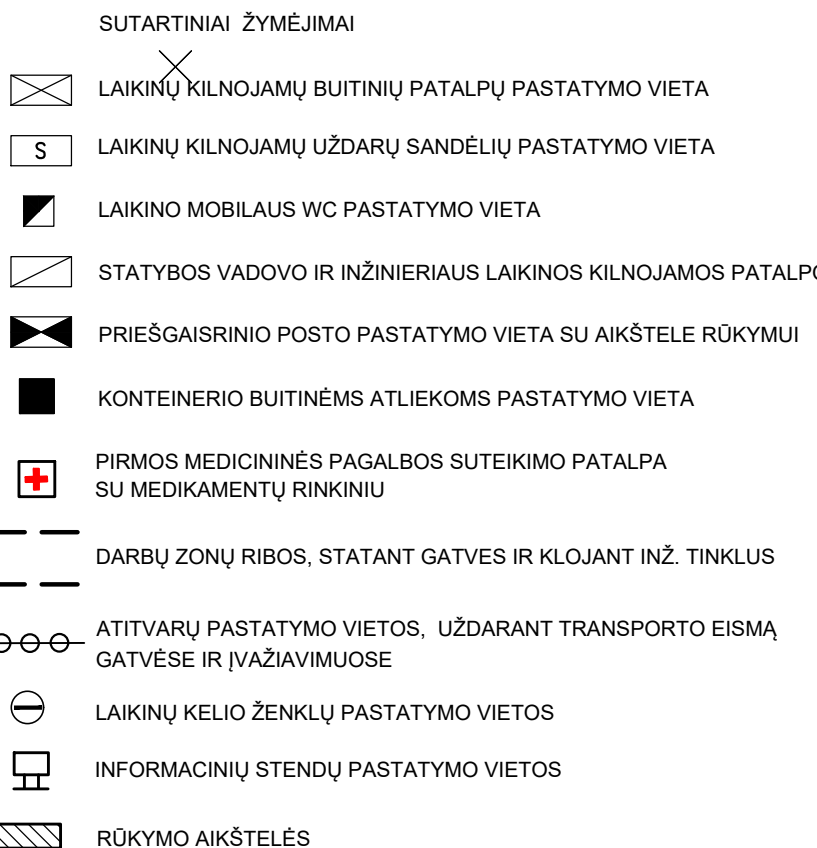 SUTARTINIAI ŽYMĖJIMAI
LAIKINŲ KILNOJAMŲ BUITINIŲ PATALPŲ PASTATYMO VIETA
S LAIKINŲ KILNOJAMŲ UŽDARŲ SANDĖLIŲ PASTATYMO VIETA
LAIKINO MOBILAUS WC PASTATYMO VIETA
STATYBOS VADOVO IR INŽINIERIAUS LAIKINOS KILNOJAMOS
PRIEŠGAISRINIO POSTO PASTATYMO VIETA SU AIKŠTELE RŪKYMUI
KONTEINERIO BUITINĖMS ATLIEKOMS PASTATYMO VIETA
PIRMOS MEDICININĖS PAGALBOS SUTEIKIMO PATALPA
SU MEDIKAMENTŲ RINKINIU
DARBŲ ZONŲ RIBOS, STATANT GATVES IR KLOJANT INŽ. TINKLUS
ATITVARŲ PASTATYMO VIETOS, UŽDARANT TRANSPORTO EISMĄ
GATVĖSE IR ĮVAŽIAVIMUOSE
LAIKINŲ KELIO ŽENKLŲ PASTATYMO VIETOS
INFORMACINIŲ STENDŲ PASTATYMO VIETOS
RŪKYMO AIKŠTELĖS